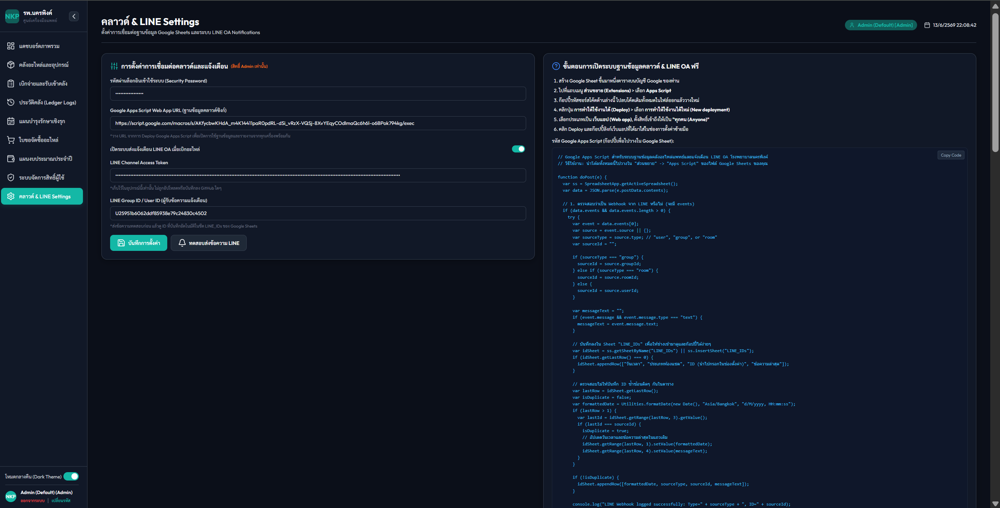 NKP
รพ.นครพิงค์
ศูนย์เครื่องมือแพทย์
แดชบอร์ดภาพรวม
คลังอะไหล่และอุปกรณ์
เบิกจ่ายและรับเข้าคลัง
ประวัติคลัง (Ledger Logs)
แผนบำรุงรักษาเชิงรุก
ใบขอจัดซื้ออะไหล่
แผนงบประมาณประจำปี
ระบบจัดการสิทธิ์ผู้ใช้
คลาวด์ & LINE Settings
โหมดกลางคืน (Dark Theme)
NKP
Admin (Default) (Admin)
ออกจากระบบ | เปลี่ยนรหัส
คลาวด์ & LINE Settings
ตั้งค่าการเชื่อมต่อฐานข้อมูล Google Sheets และระบบ LINE OA Notifications
Admin (Default) [Admin]
13/6/2569 22:08:42
การตั้งค่าการเชื่อมต่อคลาวด์และแจ้งเตือน (สิทธิ์ Admin เท่านั้น)
รหัสผ่านล็อกอินเข้าใช้ระบบ (Security Password)
Google Apps Script Web App URL (ฐานข้อมูลคลาวด์ซิงก์)
https://script.google.com/macros/s/AKfycbwKHdA_m4K14411paR0pdRL-dSi_vRzX-VQSj-8XvYEqyCOdlmaQc6h6I-o6BPok794kg/exec
*วาง URL จากการ Deploy Google Apps Script เพื่อเปิดการใช้ฐานข้อมูลและรายงานจากทุกเครื่องพร้อมกัน
เปิดระบบส่งแจ้งเตือน LINE OA เมื่อเบิกอะไหล่
LINE Channel Access Token
*เก็บไว้ในอุปกรณ์นี้เท่านั้น ไม่ถูกอัปโหลดหรือบันทึกลง GitHub ใดๆ
LINE Group ID / User ID (ผู้รับข้อความแจ้งเตือน)
U25951b6062ddf85938e79c24830c4502
*ส่งข้อความทดสอบก่อน แล้วดู ID ที่บันทึกอัตโนมัติในชีต LINE_IDs ของ Google Sheets
บันทึกการตั้งค่า
ทดสอบส่งข้อความ LINE
ขั้นตอนการเปิดระบบฐานข้อมูลคลาวด์ & LINE OA ฟรี
1. สร้าง Google Sheet ขึ้นมาหนึ่งตารางบนบัญชี Google ของท่าน
2. ไปที่แถบเมนู ส่วนขยาย (Extensions) > เลือก Apps Script
3. ก๊อปปี้รหัสซอร์สโค้ดด้านล่างนี้ ไปลบโค้ดเดิมทั้งหมดในไฟล์ออกแล้ววางใหม่
4. คลิกปุ่ม การทำให้ใช้งานได้ (Deploy) > เลือก การทำให้ใช้งานได้ใหม่ (New deployment)
5. เลือกประเภทเป็น เว็บแอป (Web app), ตั้งสิทธิ์เข้าถึงให้เป็น "ทุกคน (Anyone)"
6. คลิก Deploy และก๊อปปี้ลิงก์เว็บแอปที่ได้มาใส่ในช่องการตั้งค่าซ้ายมือ
รหัส Google Apps Script (ก๊อปปี้เพื่อไปวางใน Google Sheet):
Copy Code
// Google Apps Script สำหรับระบบฐานข้อมูลคลังอะไหล่แพทย์และแจ้งเตือน LINE OA โรงพยาบาลนครพิงค์
// วิธีใช้งาน: นำโค้ดทั้งหมดนี้ไปวางใน "ส่วนขยาย" -> "Apps Script" ของไฟล์ Google Sheets ของคุณ
function doPost(e) {
var ss = SpreadsheetApp.getActiveSpreadsheet();
var data = JSON.parse(e.postData.contents);
// 1. ตรวจสอบว่าเป็น Webhook จาก LINE หรือไม่ (จะมี events)
if (data.events && data.events.length > 0) {
try {
var event = data.events[0];
var source = event.source || {};
var sourceType = source.type; // "user", "group", or "room"
var sourceId = "";
if (sourceType === "group") {
sourceId = source.groupId;
} else if (sourceType === "room") {
sourceId = source.roomId;
} else {
sourceId = source.userId;
}
var messageText = "";
if (event.message && event.message.type === "text") {
messageText = event.message.text;
}
// บันทึกลงใน Sheet "LINE_IDs" เพื่อให้ช่างเข้ามาดูและก๊อปปี้ได้ง่ายๆ
var idSheet = ss.getSheetByName("LINE_IDs") || ss.insertSheet("LINE_IDs");
if (idSheet.getLastRow() === 0) {
idSheet.appendRow(["วันเวลา", "ประเภทห้องแชต", "ID (นำไปกรอกในช่องตั้งค่า)", "ข้อความล่าสุด"]);
}
// ตรวจสอบไม่ให้บันทึก ID ซ้ำซ้อนติดๆ กันในตาราง
var lastRow = idSheet.getLastRow();
var isDuplicate = false;
var formattedDate = Utilities.formatDate(new Date(), "Asia/Bangkok", "d/M/yyyy, HH:mm:ss");
if (lastRow > 1) {
var lastId = idSheet.getRange(lastRow, 3).getValue();
if (lastId === sourceId) {
isDuplicate = true;
// อัปเดตวันเวลาและข้อความล่าสุดในแถวเดิม
idSheet.getRange(lastRow, 1).setValue(formattedDate);
idSheet.getRange(lastRow, 4).setValue(messageText);
}
}
if (!isDuplicate) {
idSheet.appendRow([formattedDate, sourceType, sourceId, messageText]);
}
console.log("LINE Webhook logged successfully: Type=" + sourceType + ", ID=" + sourceId);